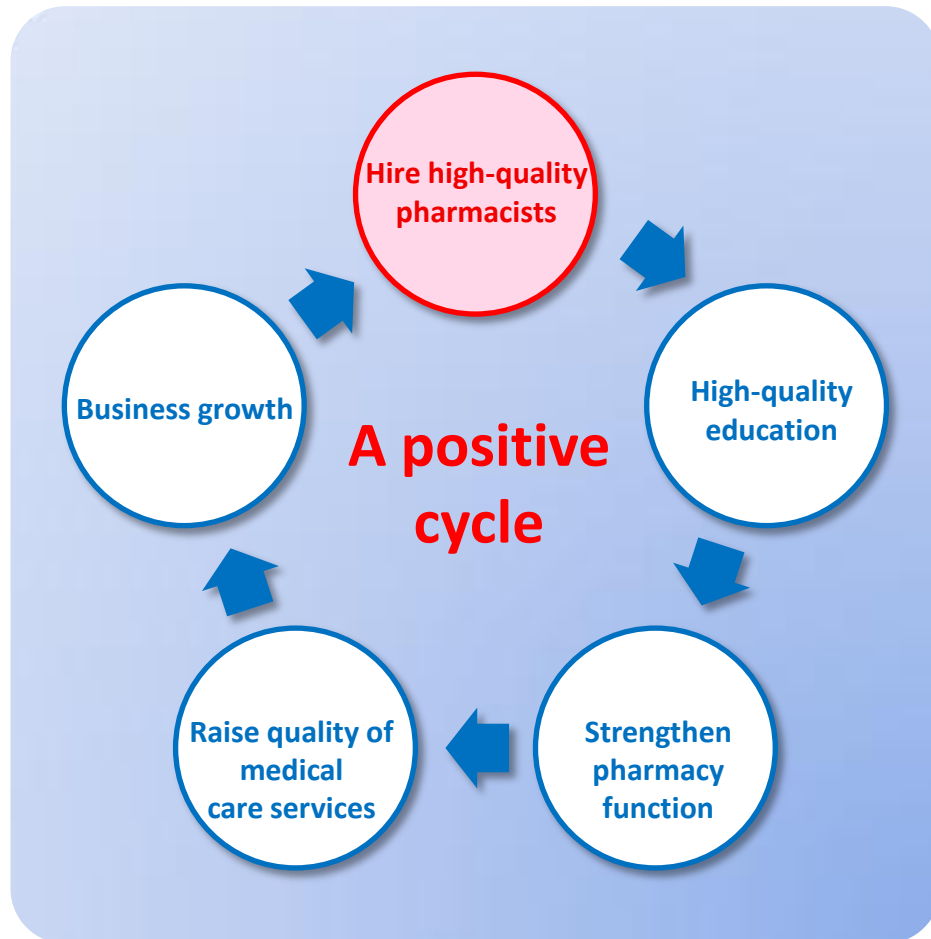 Hire high-quality
pharmacists
High-quality
education
Strengthen
pharmacy
function
Raise quality of
medical
care services
Business growth
A positive
cycle